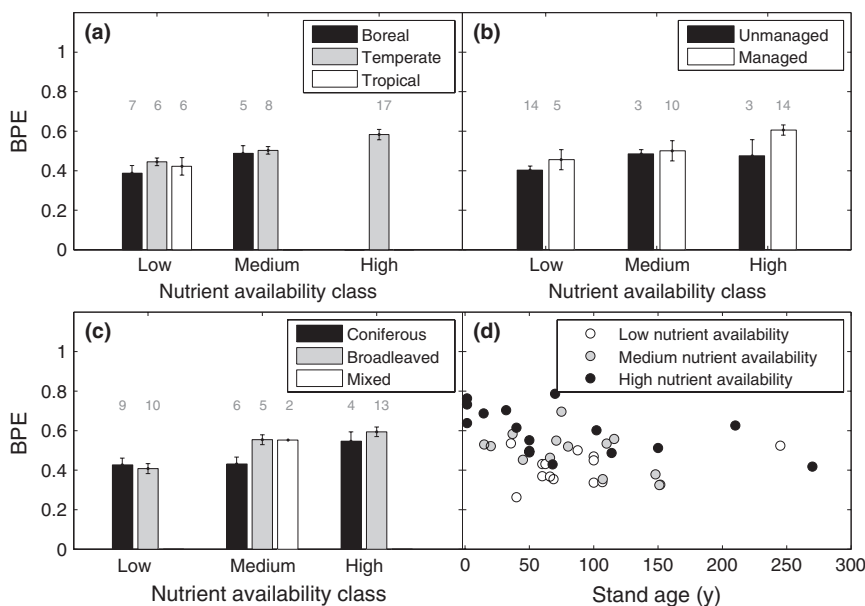 (a)
Boreal
Temperate
Tropical
7 6 6 5 8 17
BPE
1
0.8
0.6
0.4
0.2
0
Low Medium High
Nutrient availability class
(b)
Unmanaged
Managed
14 5 3 10 3 14
Low Medium High
Nutrient availability class
(c)
Coniferous
Broadleaved
Mixed
9 10 6 5 2 4 13
BPE
1
0.8
0.6
0.4
0.2
0
Low Medium High
Nutrient availability class
(d)
Low nutrient availability
Medium nutrient availability
High nutrient availability
0 50 100 150 200 250 300
Stand age (y)